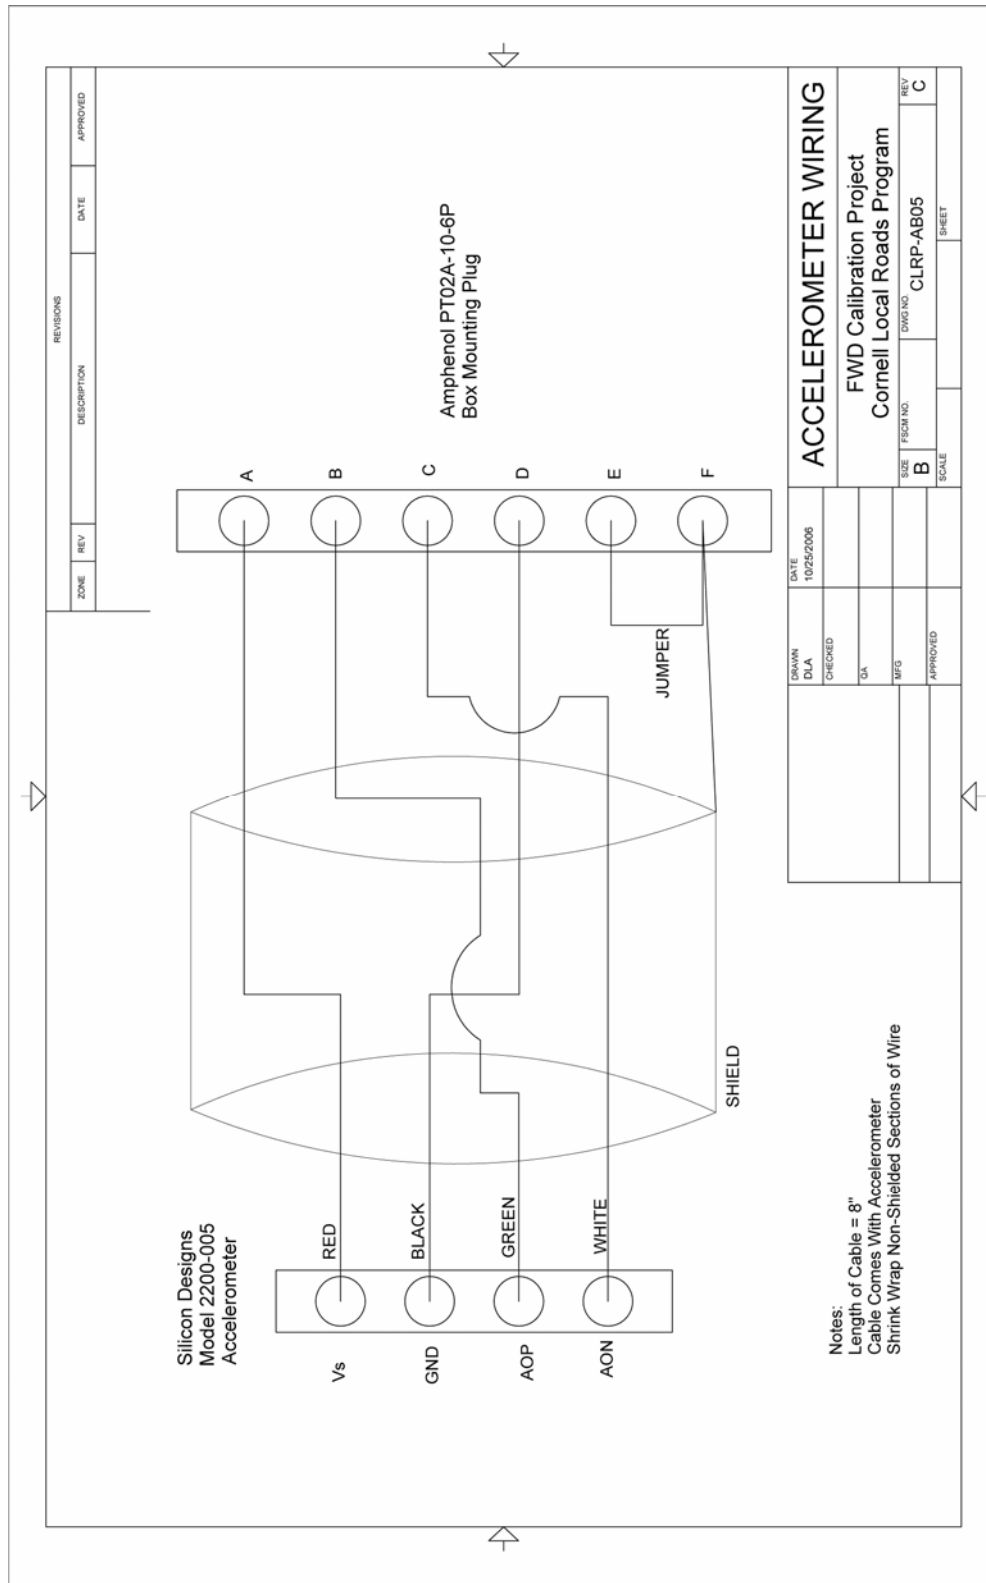 REVISIONS
ZONE REV DESCRIPTION DATE APPROVED
Silicon Designs
Model 2200-005
Accelerometer
Vs
GND
AOP
AON
RED
BLACK
GREEN
WHITE
SHIELD
JUMPER
A
B
C
D
E
F
Amphenol PT02A-10-6P
Box Mounting Plug
Notes:
Length of Cable = 8"
Cable Comes With Accelerometer
Shrink Wrap Non-Shielded Sections of Wire
DRAWN
DLA
DATE
10/25/2006
CHECKED
QA
MFG
APPROVED
ACCELEROMETER WIRING
FWD Calibration Project
Cornell Local Roads Program
SIZE
B
FSCM NO.
DWG NO.
CLRP-AB05
REV
C
SCALE
SHEET